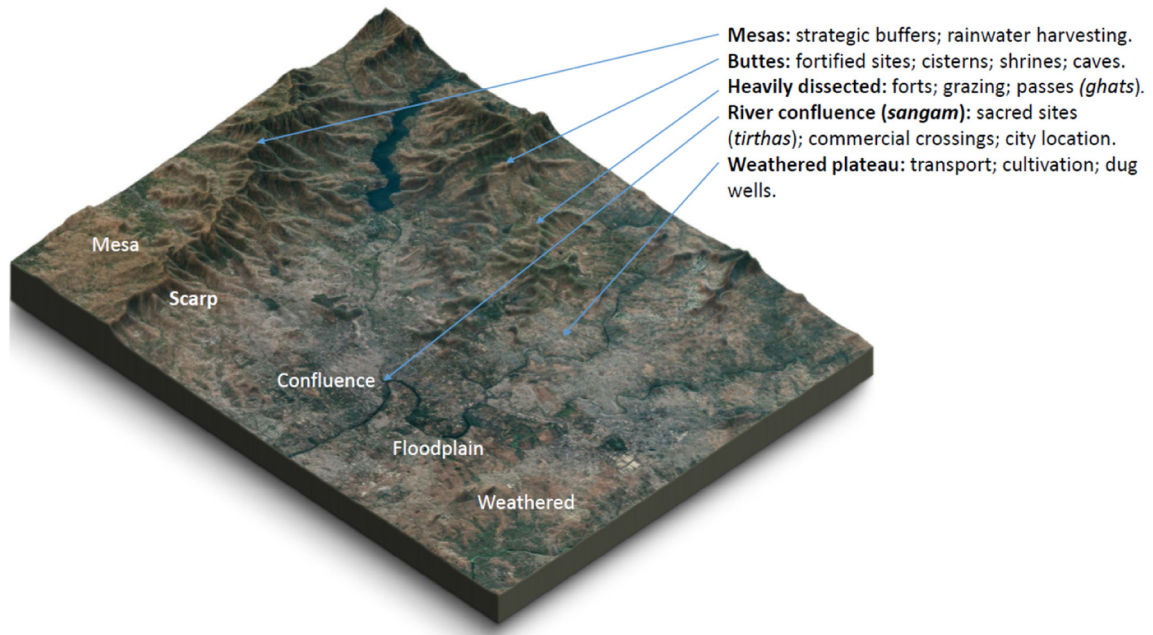 Mesas: strategic buffers; rainwater harvesting.
Buttes: fortified sites; cisterns; shrines; caves.
Heavily dissected: forts; grazing; passes (ghats).
River confluence (sangam): sacred sites
(tirthas); commercial crossings; city location.
Weathered plateau: transport; cultivation; dug
wells.
Mesa
Scarp
Confluence
Floodplain
Weathered